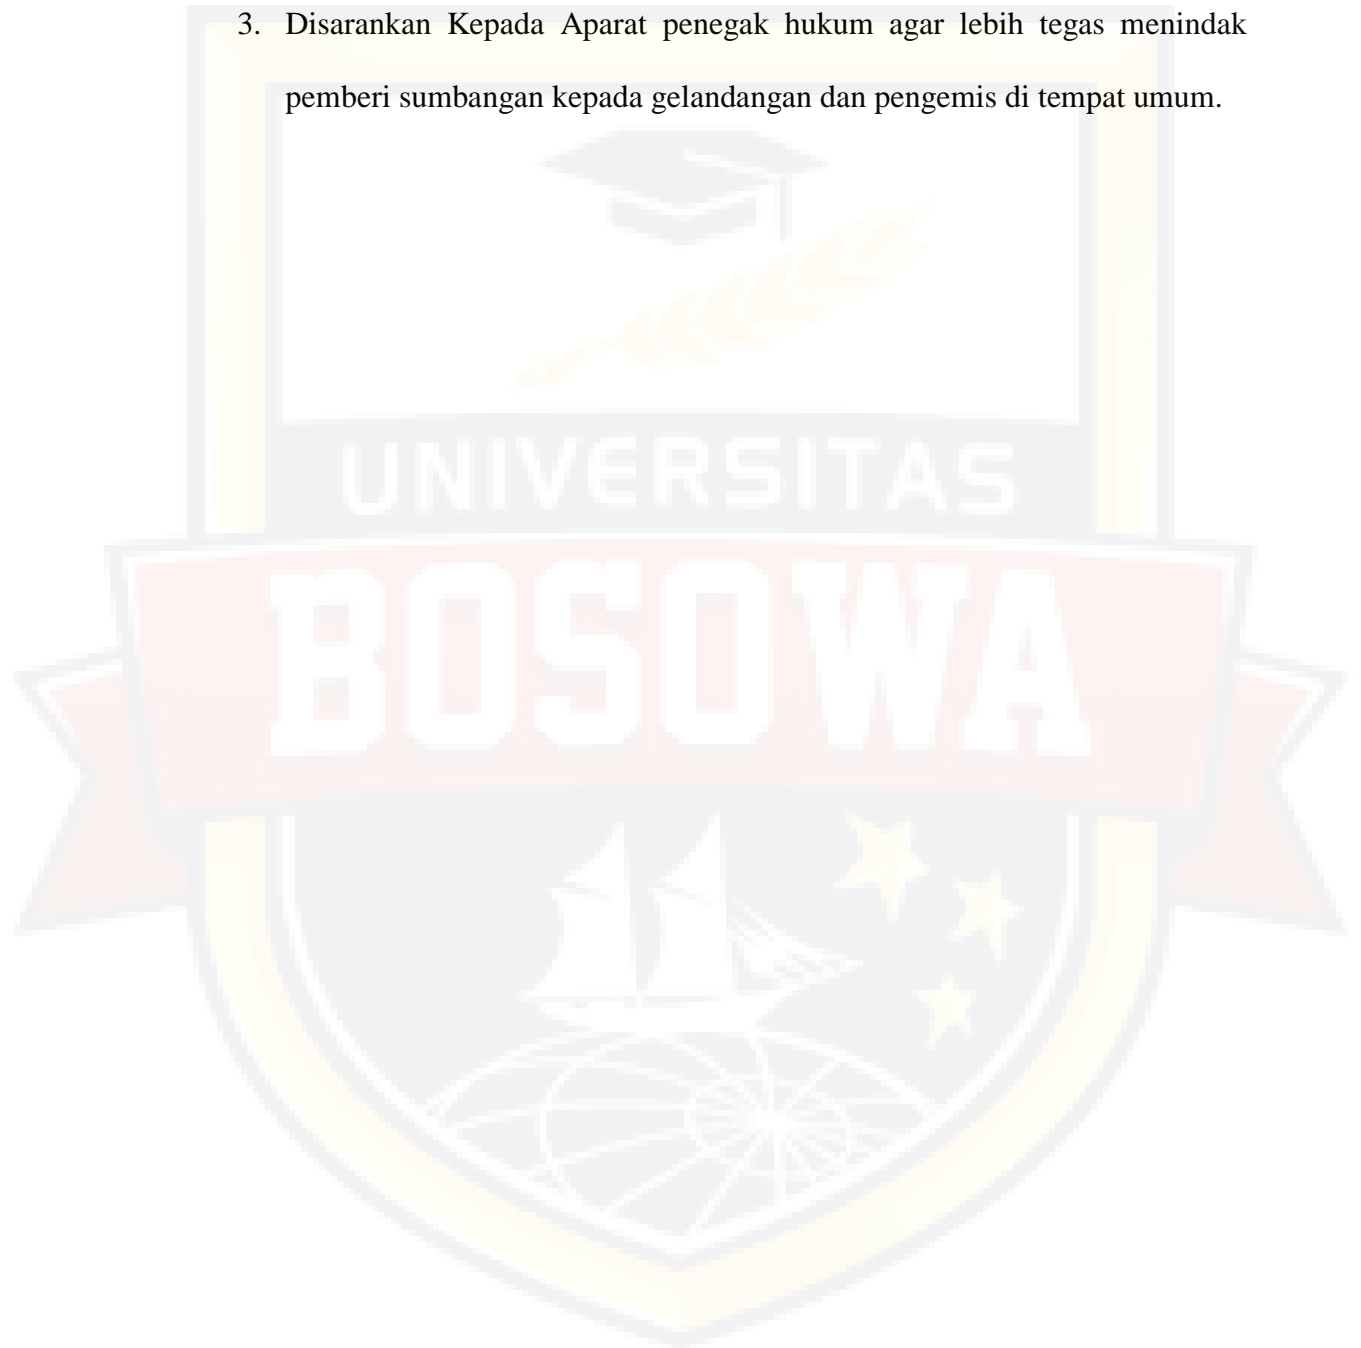 3. Disarankan Kepada Aparat penegak hukum agar lebih tegas menindak
pemberi sumbangan kepada gelandangan dan pengemis di tempat umum.
UNIVERSITAS
BOSOWA